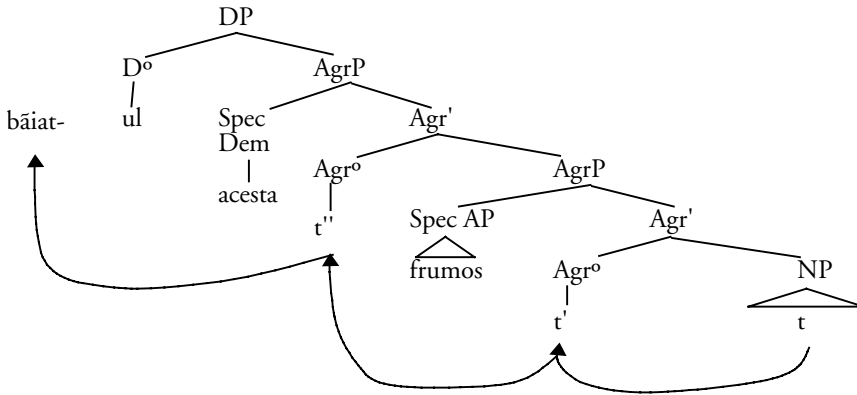 DP
Dº AgrP
băiat- ul Spec Agr'
Dem
acesta Agrº AgrP
t'' Spec AP Agr'
frumos Agrº NP
t' t